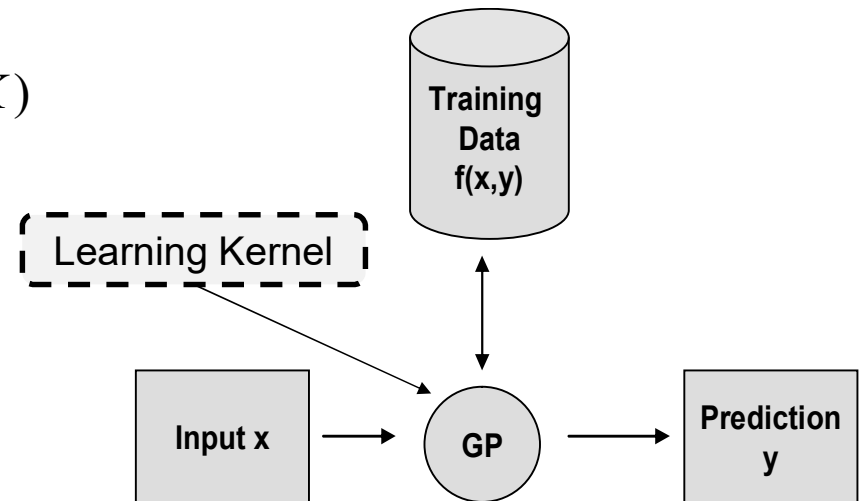 )
Training
Data
f(x,y)
Learning Kernel
Input x
GP
Prediction
y